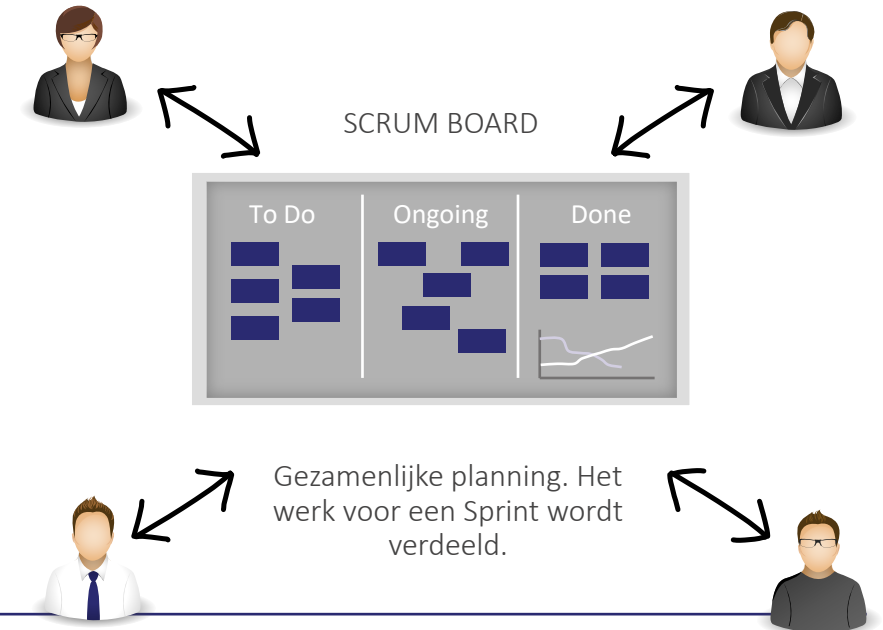 SCRUM BOARD
To Do
Ongoing
Done
Gezamenlijke planning. Het
werk voor een Sprint wordt
verdeeld.